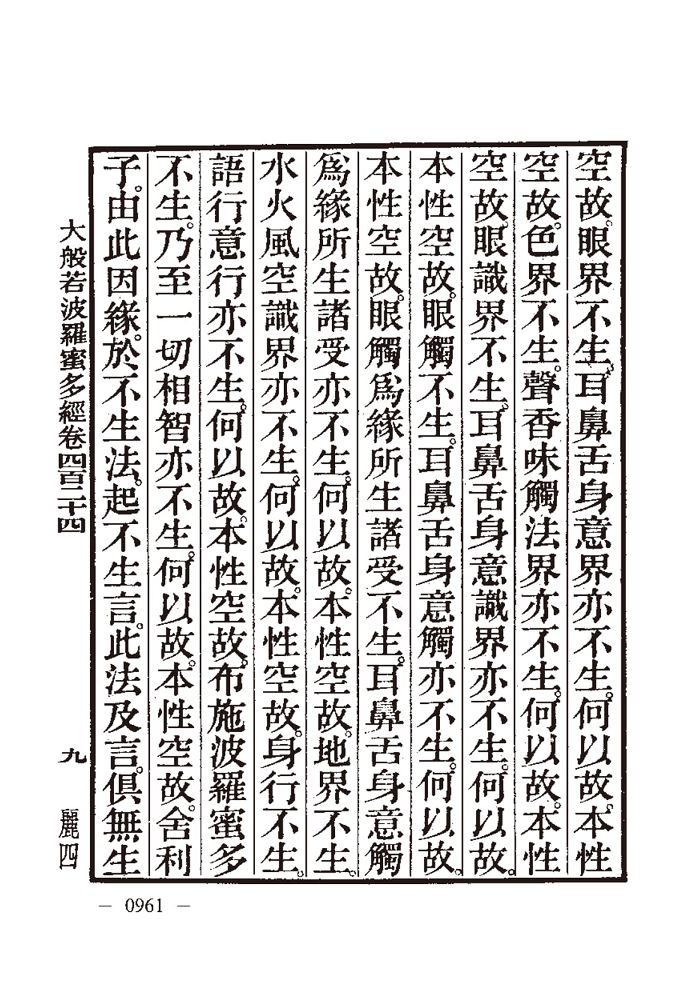 空故。眼界不生。耳鼻舌身意界亦不生。何以故。本性
空故。色界不生。聲香味觸法界亦不生。何以故。本性
空故。眼識界不生。耳鼻舌身意識界亦不生。何以故。
本性空故。眼觸不生。耳鼻舌身意觸亦不生。何以故。
本性空故。眼觸爲緣所生諸受不生。耳鼻舌身意觸
爲緣所生諸受亦不生。何以故。本性空故。地界不生。
水火風空識界亦不生。何以故。本性空故。身行不生。
語行意行亦不生。何以故。本性空故。布施波羅蜜多
不生。乃至一切相智亦不生。何以故。本性空故。舍利
子。由此因緣。於不生法。起不生言。此法及言。俱無生
大般若波羅蜜多經卷四百二十四
九
麗四
— 0961 —